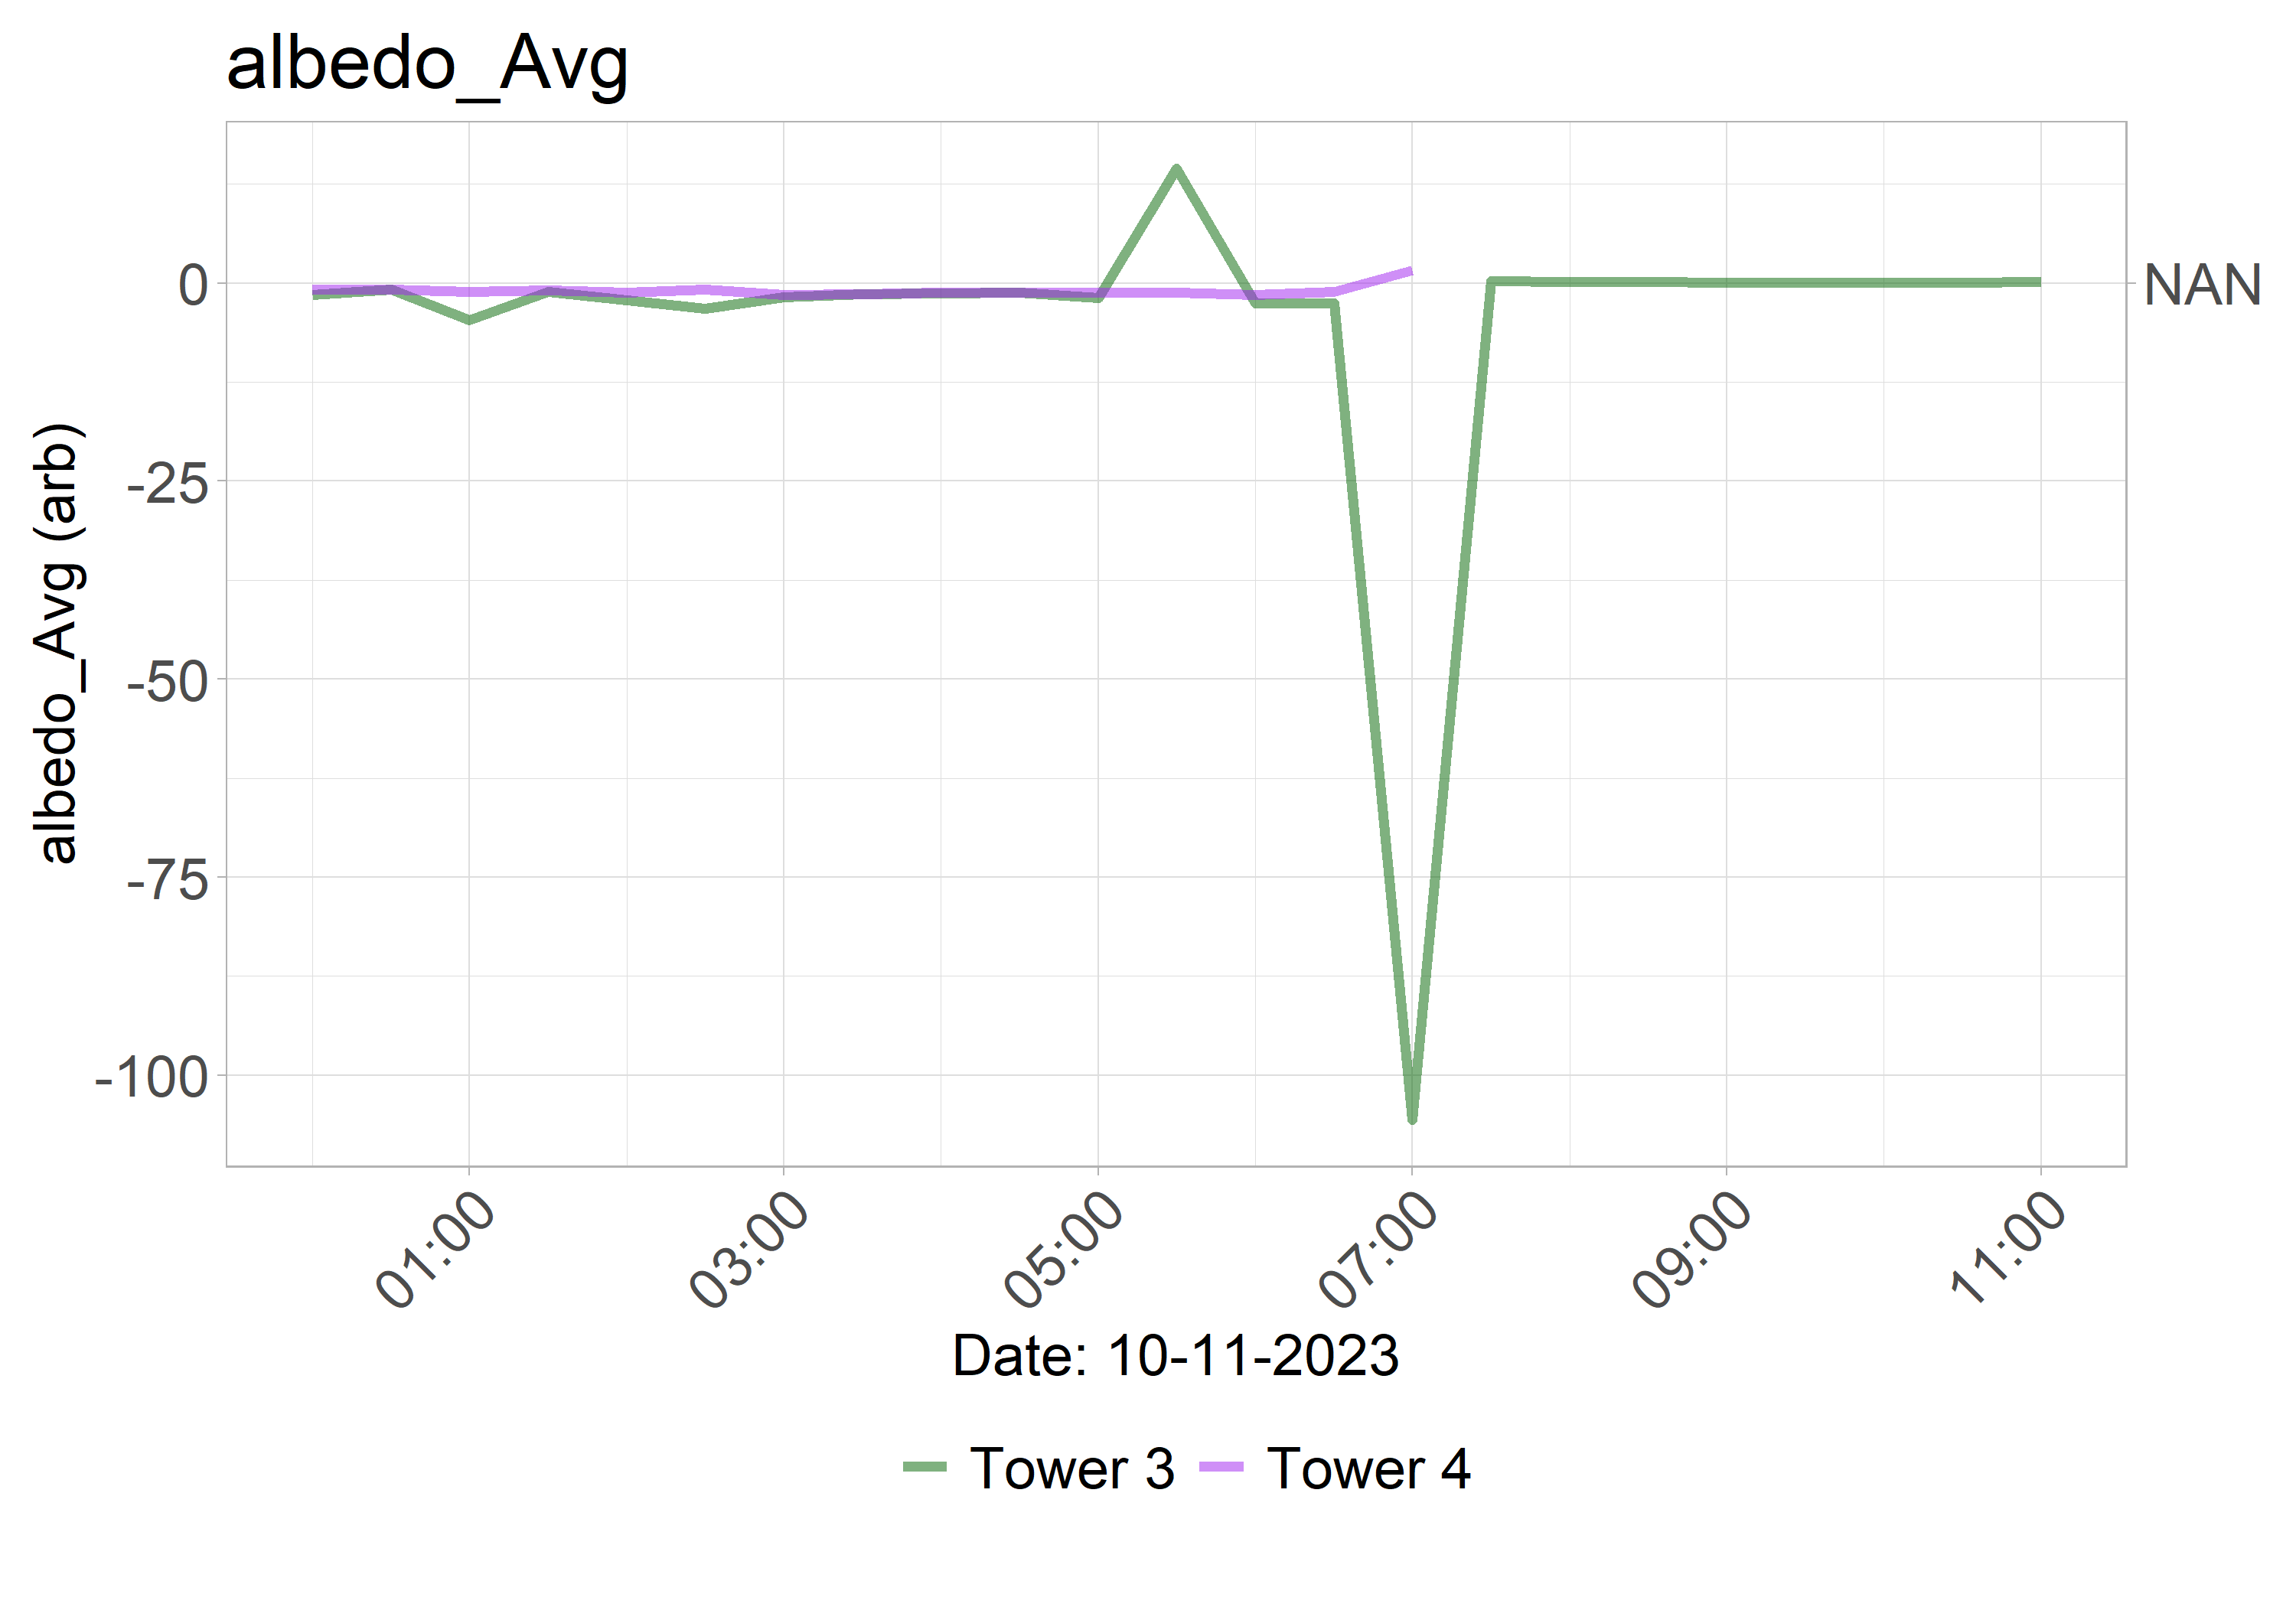 albedo_Avg
albedo_Avg (arb)
0
-25
-50
-75
-100
NAN
01:00
03:00
05:00
07:00
09:00
11:00
Date: 10-11-2023
Tower 3
Tower 4